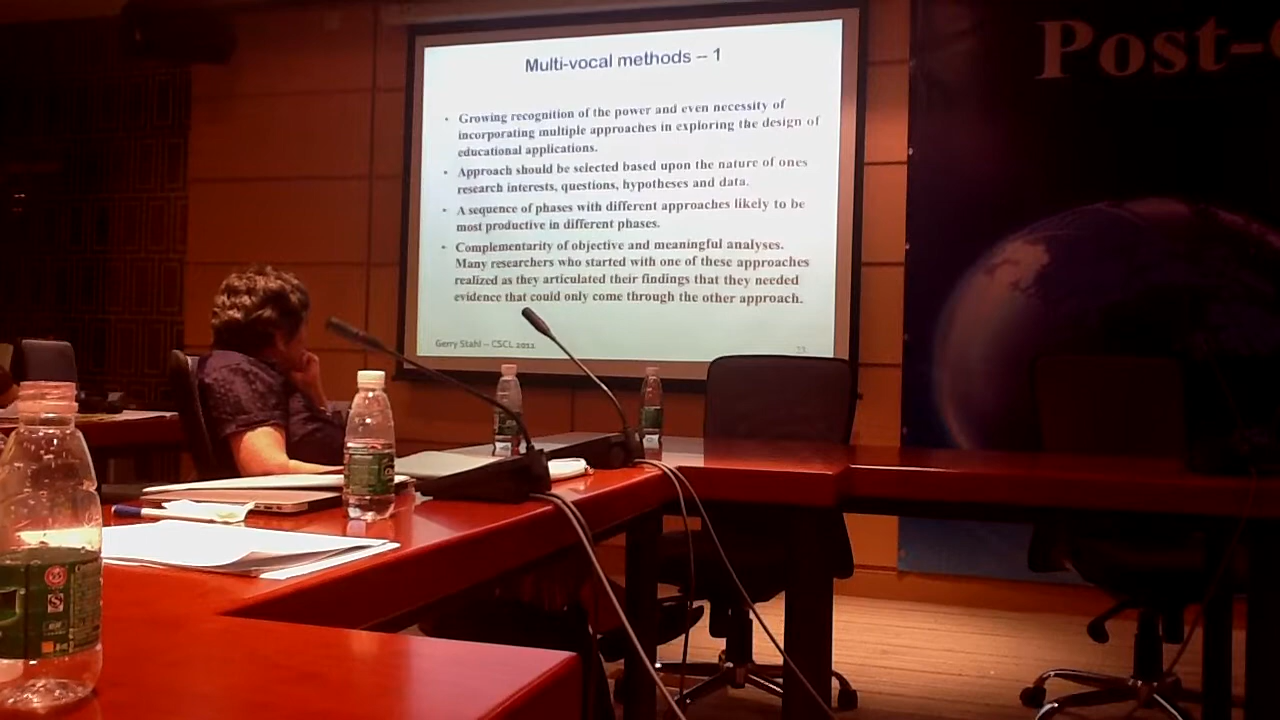 Post-
Multi-vocal methods – 1
• Growing recognition of the power and even necessity of
incorporating multiple approaches in exploring the design of
educational applications.
• Approach should be selected based upon the nature of ones
research interests, questions, hypotheses and data.
• A sequence of phases with different approaches likely to be
most productive in different phases.
• Complementarity of objective and meaningful analyses.
Many researchers who started with one of these approaches
realized as they articulated their findings that they needed
evidence that could only come through the other approach.
Gerry Stahl – CSCL 2011